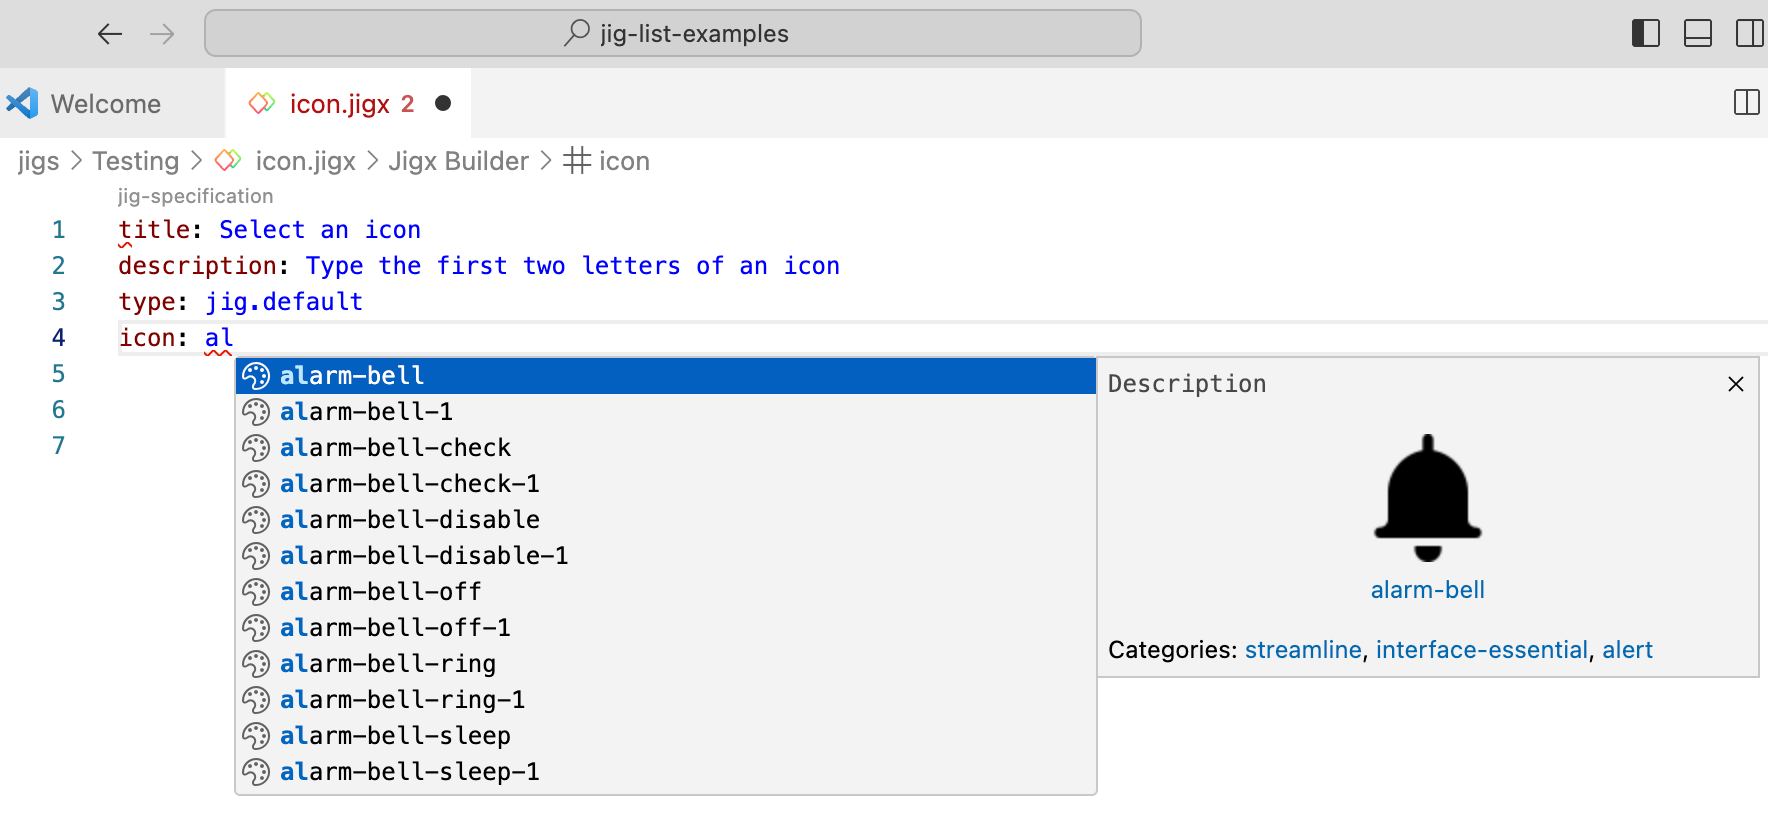 jig-list-examples
Welcome
icon.jigx 2
jigs > Testing > icon.jigx > Jigx Builder > icon
jig-specification
1 title: Select an icon
2 description: Type the first two letters of an icon
3 type: jig.default
4 icon: al
5
6
7
alarm-bell
alarm-bell-1
alarm-bell-check
alarm-bell-check-1
alarm-bell-disable
alarm-bell-disable-1
alarm-bell-off
alarm-bell-off-1
alarm-bell-ring
alarm-bell-ring-1
alarm-bell-sleep
alarm-bell-sleep-1
Description
alarm-bell
Categories: streamline, interface-essential, alert